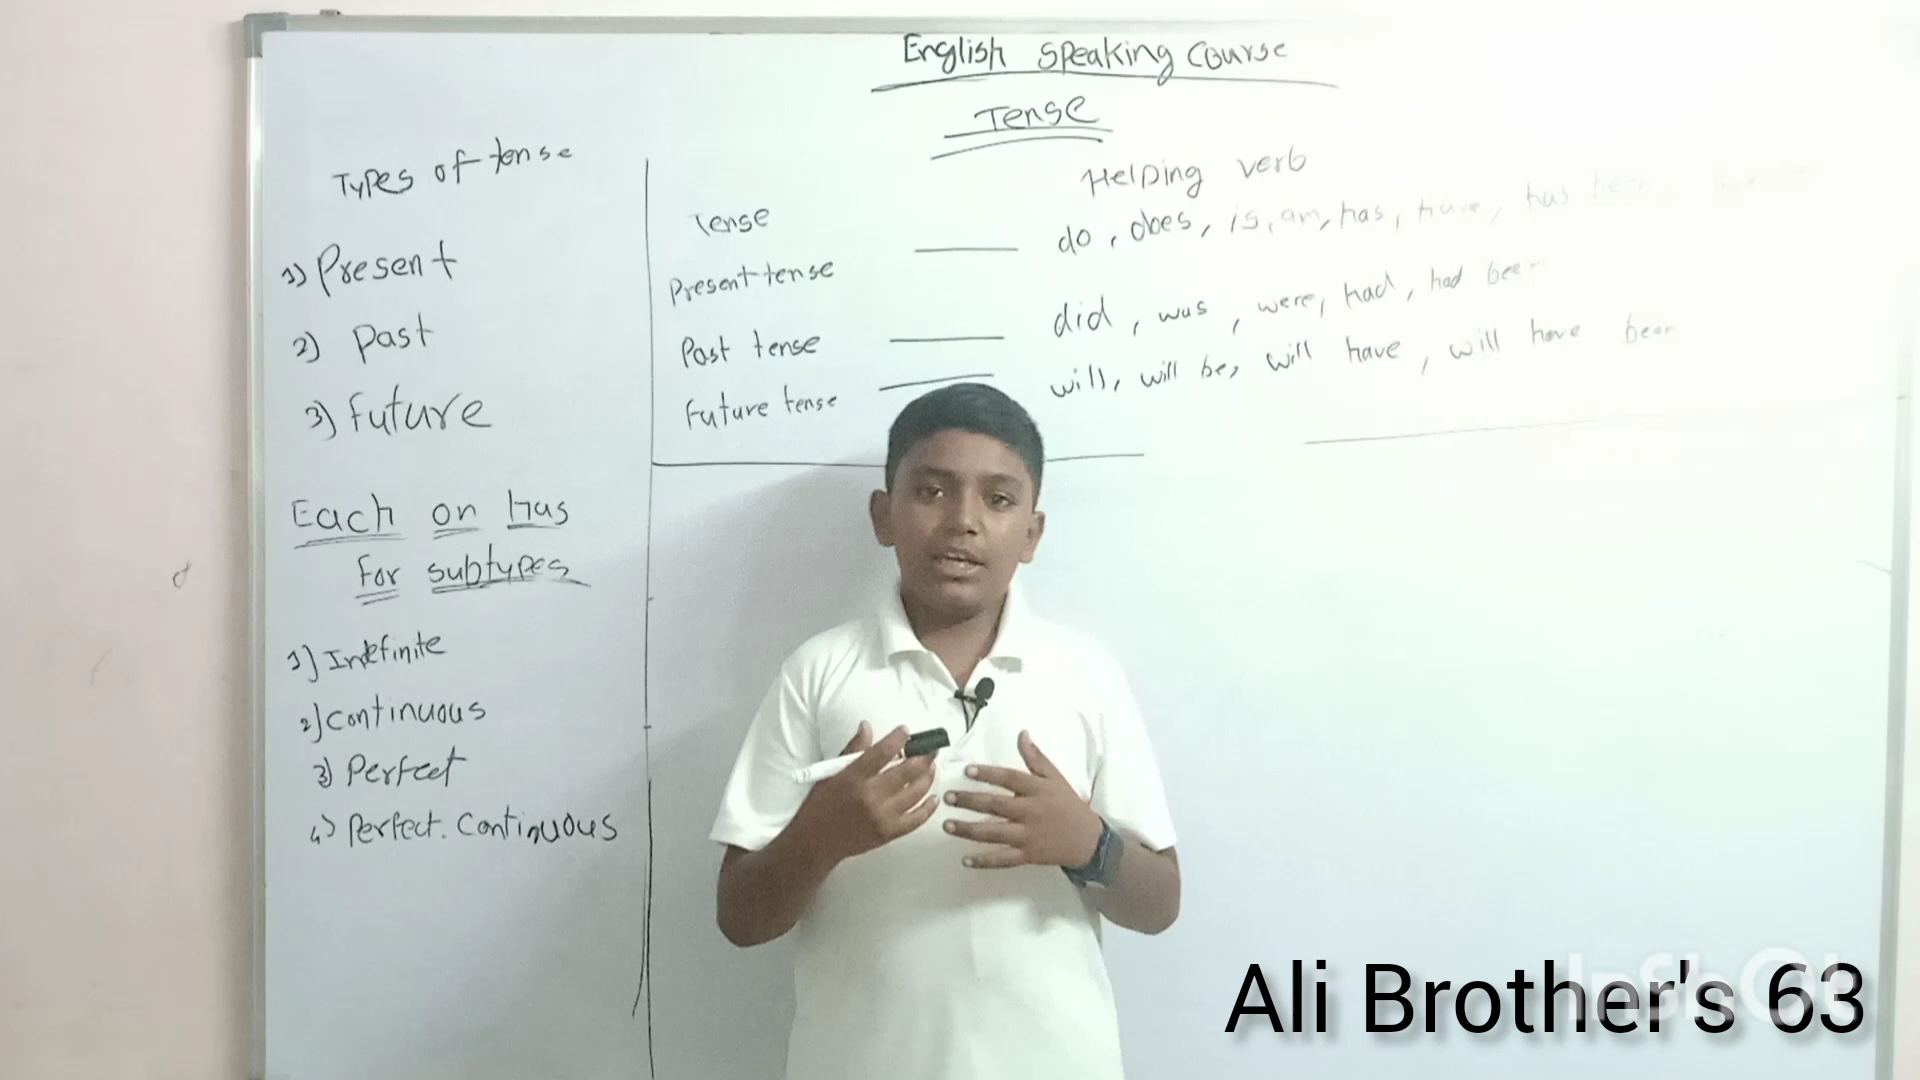 English Speaking Course
Tense
Types of tense
1) Present
2) Past
3) Future
Each on has
For subtypes
1) Indefinite
2) Continuous
3) Perfect
4) Perfect. Continuous
Helping verb
Tense
Present tense do, does, is, am, has, have, has been,
Past tense did, was, were, had, had been
Future tense will, will be, will have, will have been
Ali Brother's 63